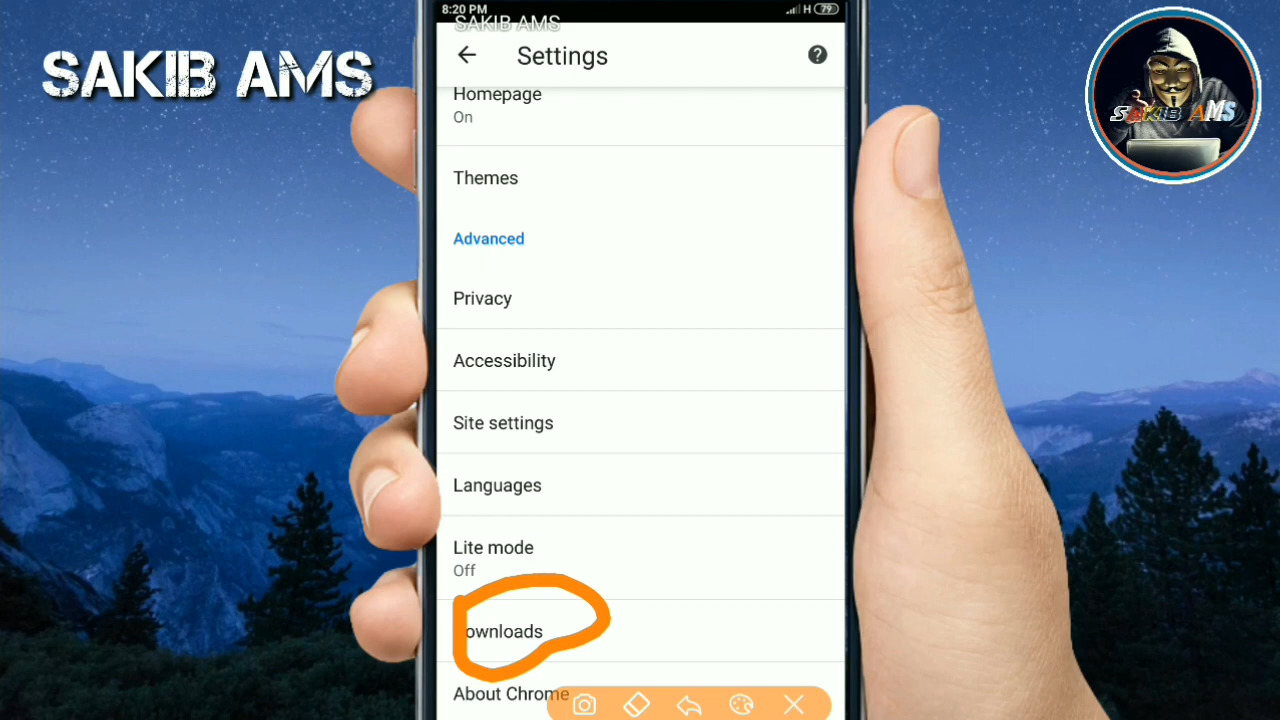 SAKIB AMS
8:20 PM
H 79
SAKIB AMS
Settings
SAKIB AMS
Homepage
On
Themes
Advanced
Privacy
Accessibility
Site settings
Languages
Lite mode
Off
ownloads
About Chrome